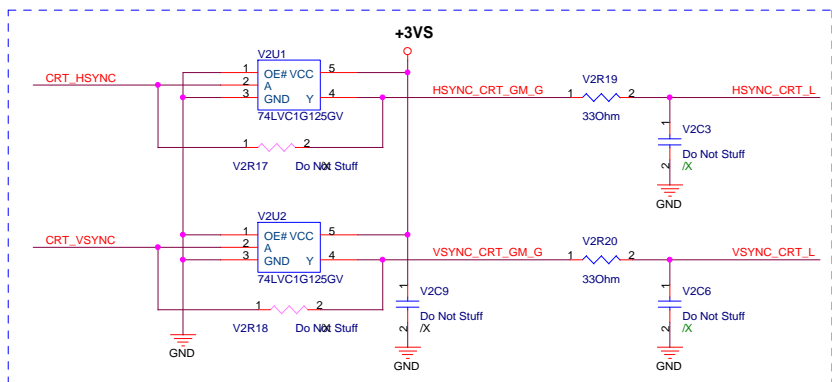 +3VS
V2U1
CRT_HSYNC
1 OE# VCC 5
2 A
3 GND Y 4
74LVC1G125GV
HSYNC_CRT_GM_G
1 V2R19 2
33Ohm
HSYNC_CRT_L
1 2
V2R17 Do Not Stuff /X
1 V2C3
Do Not Stuff
2 /X
GND
V2U2
CRT_VSYNC
1 OE# VCC 5
2 A
3 GND Y 4
74LVC1G125GV
VSYNC_CRT_GM_G
1 V2R20 2
33Ohm
VSYNC_CRT_L
1 2
V2R18 Do Not Stuff /X
1 V2C9
Do Not Stuff
2 /X
1 V2C6
Do Not Stuff
2 /X
GND
GND
GND